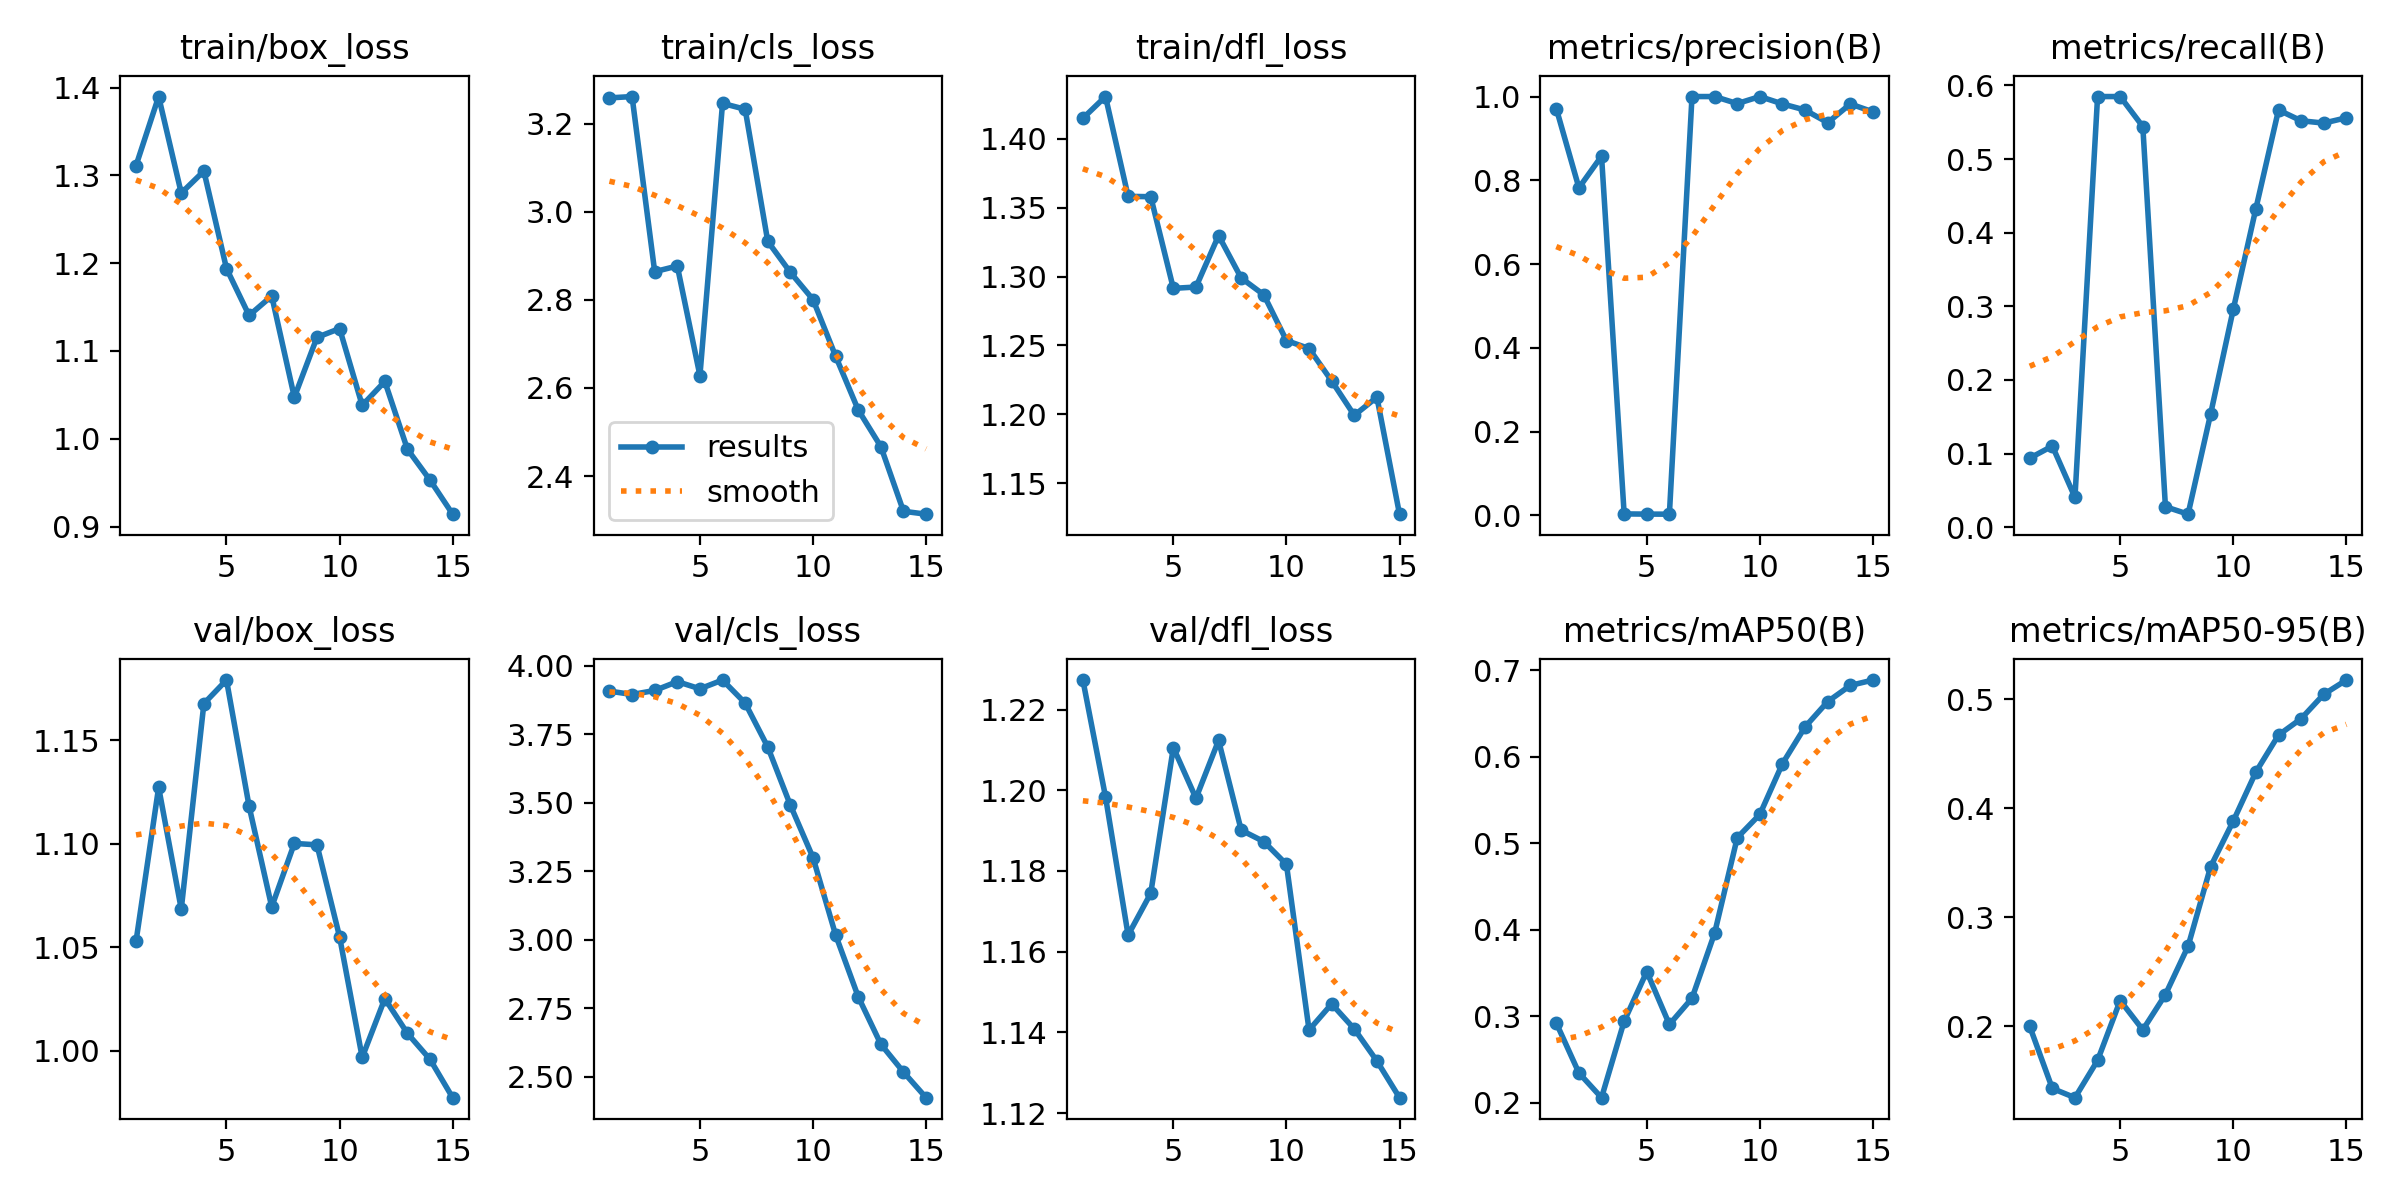 train/box_loss
1.4
1.3
1.2
1.1
1.0
0.9
5 10 15
train/cls_loss
3.2
3.0
2.8
2.6
2.4
results
smooth
5 10 15
train/dfl_loss
1.40
1.35
1.30
1.25
1.20
1.15
5 10 15
metrics/precision(B)
1.0
0.8
0.6
0.4
0.2
0.0
5 10 15
metrics/recall(B)
0.6
0.5
0.4
0.3
0.2
0.1
0.0
5 10 15
val/box_loss
1.15
1.10
1.05
1.00
5 10 15
val/cls_loss
4.00
3.75
3.50
3.25
3.00
2.75
2.50
5 10 15
val/dfl_loss
1.22
1.20
1.18
1.16
1.14
1.12
5 10 15
metrics/mAP50(B)
0.7
0.6
0.5
0.4
0.3
0.2
5 10 15
metrics/mAP50-95(B)
0.5
0.4
0.3
0.2
5 10 15